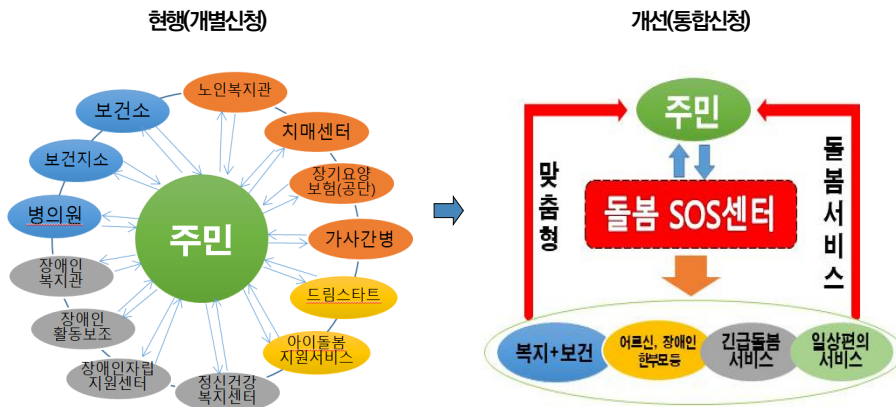 현행(개별신청)
개선(통합신청)
노인복지관
보건소
치매센터
보건지소
장기요양
보험(공단)
병의원
주민
가사간병
장애인
복지관
드림스타트
장애인
활동보조
아이돌봄
지원서비스
장애인자립
지원센터
정신건강
복지센터
주민
맞춤형
돌봄서비스
돌봄 SOS센터
복지+보건
어르신, 장애인
한부모 등
긴급돌봄
서비스
일상편의
서비스